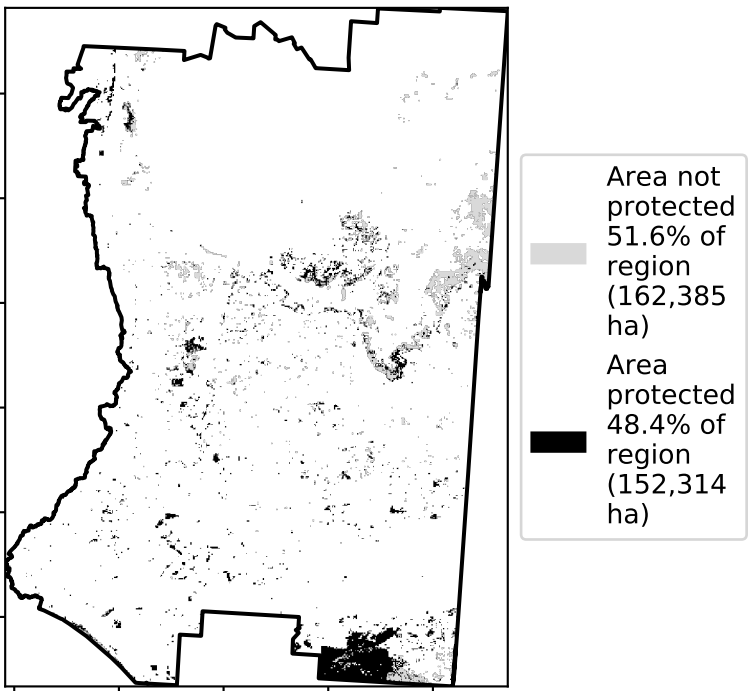 Area not
protected
51.6% of
region
(162,385
ha)
Area
protected
48.4% of
region
(152,314
ha)